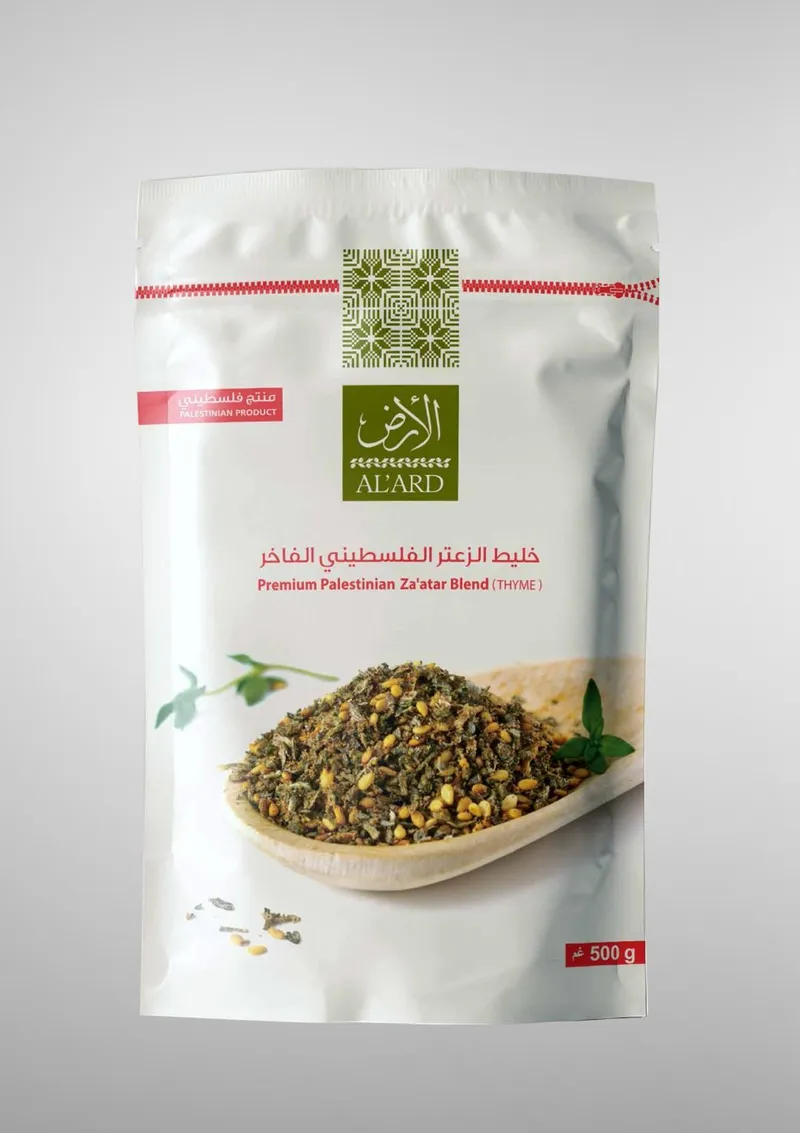 منتج فلسطيني
PALESTINIAN PRODUCT
الأرض
AL'ARD
خليط الزعتر الفلسطيني الفاخر
Premium Palestinian Za'atar Blend (THYME)
500 g غم